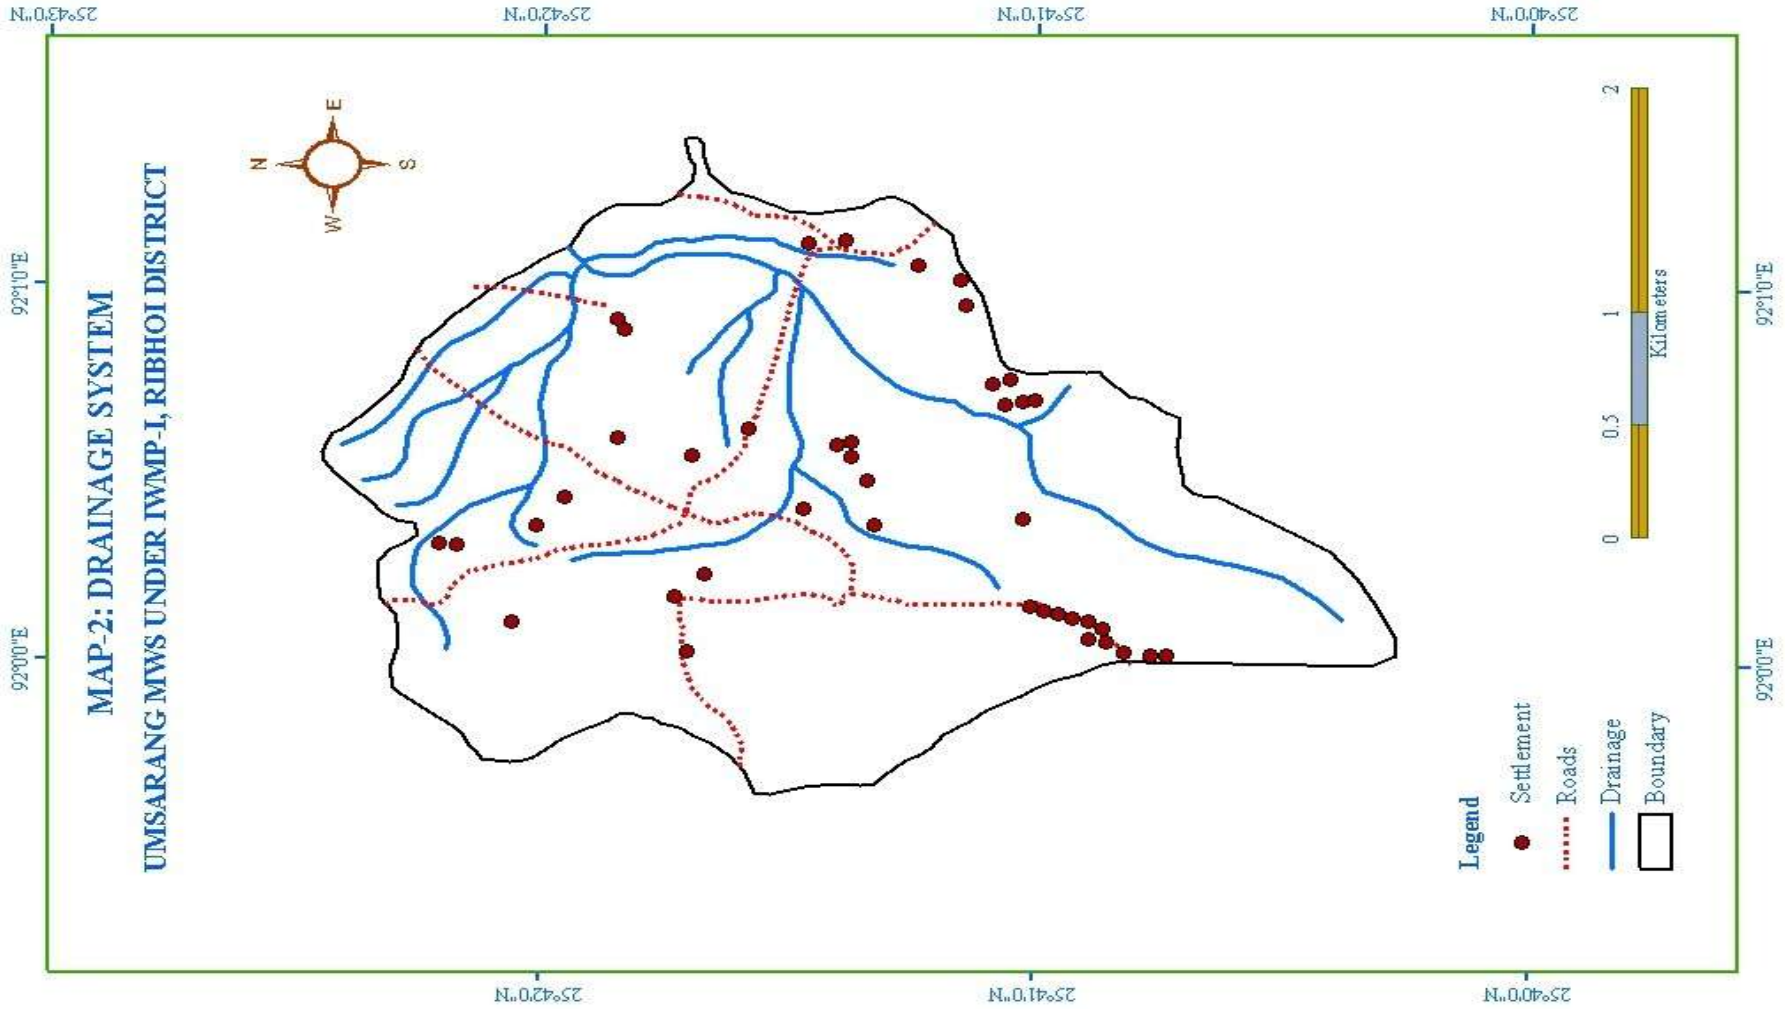 MAP-2: DRAINAGE SYSTEM
UMSARANG MWS UNDER IWMP-I, RIBHOI DISTRICT
92°0'0"E
92°1'0"E
25°43'0"N
25°42'0"N
25°41'0"N
25°40'0"N
N
W
E
S
25°42'0"N
25°41'0"N
25°40'0"N
92°0'0"E
92°1'0"E
Legend
Settlement
Roads
Drainage
Boundary
0 0.5 1 2
Kilometers